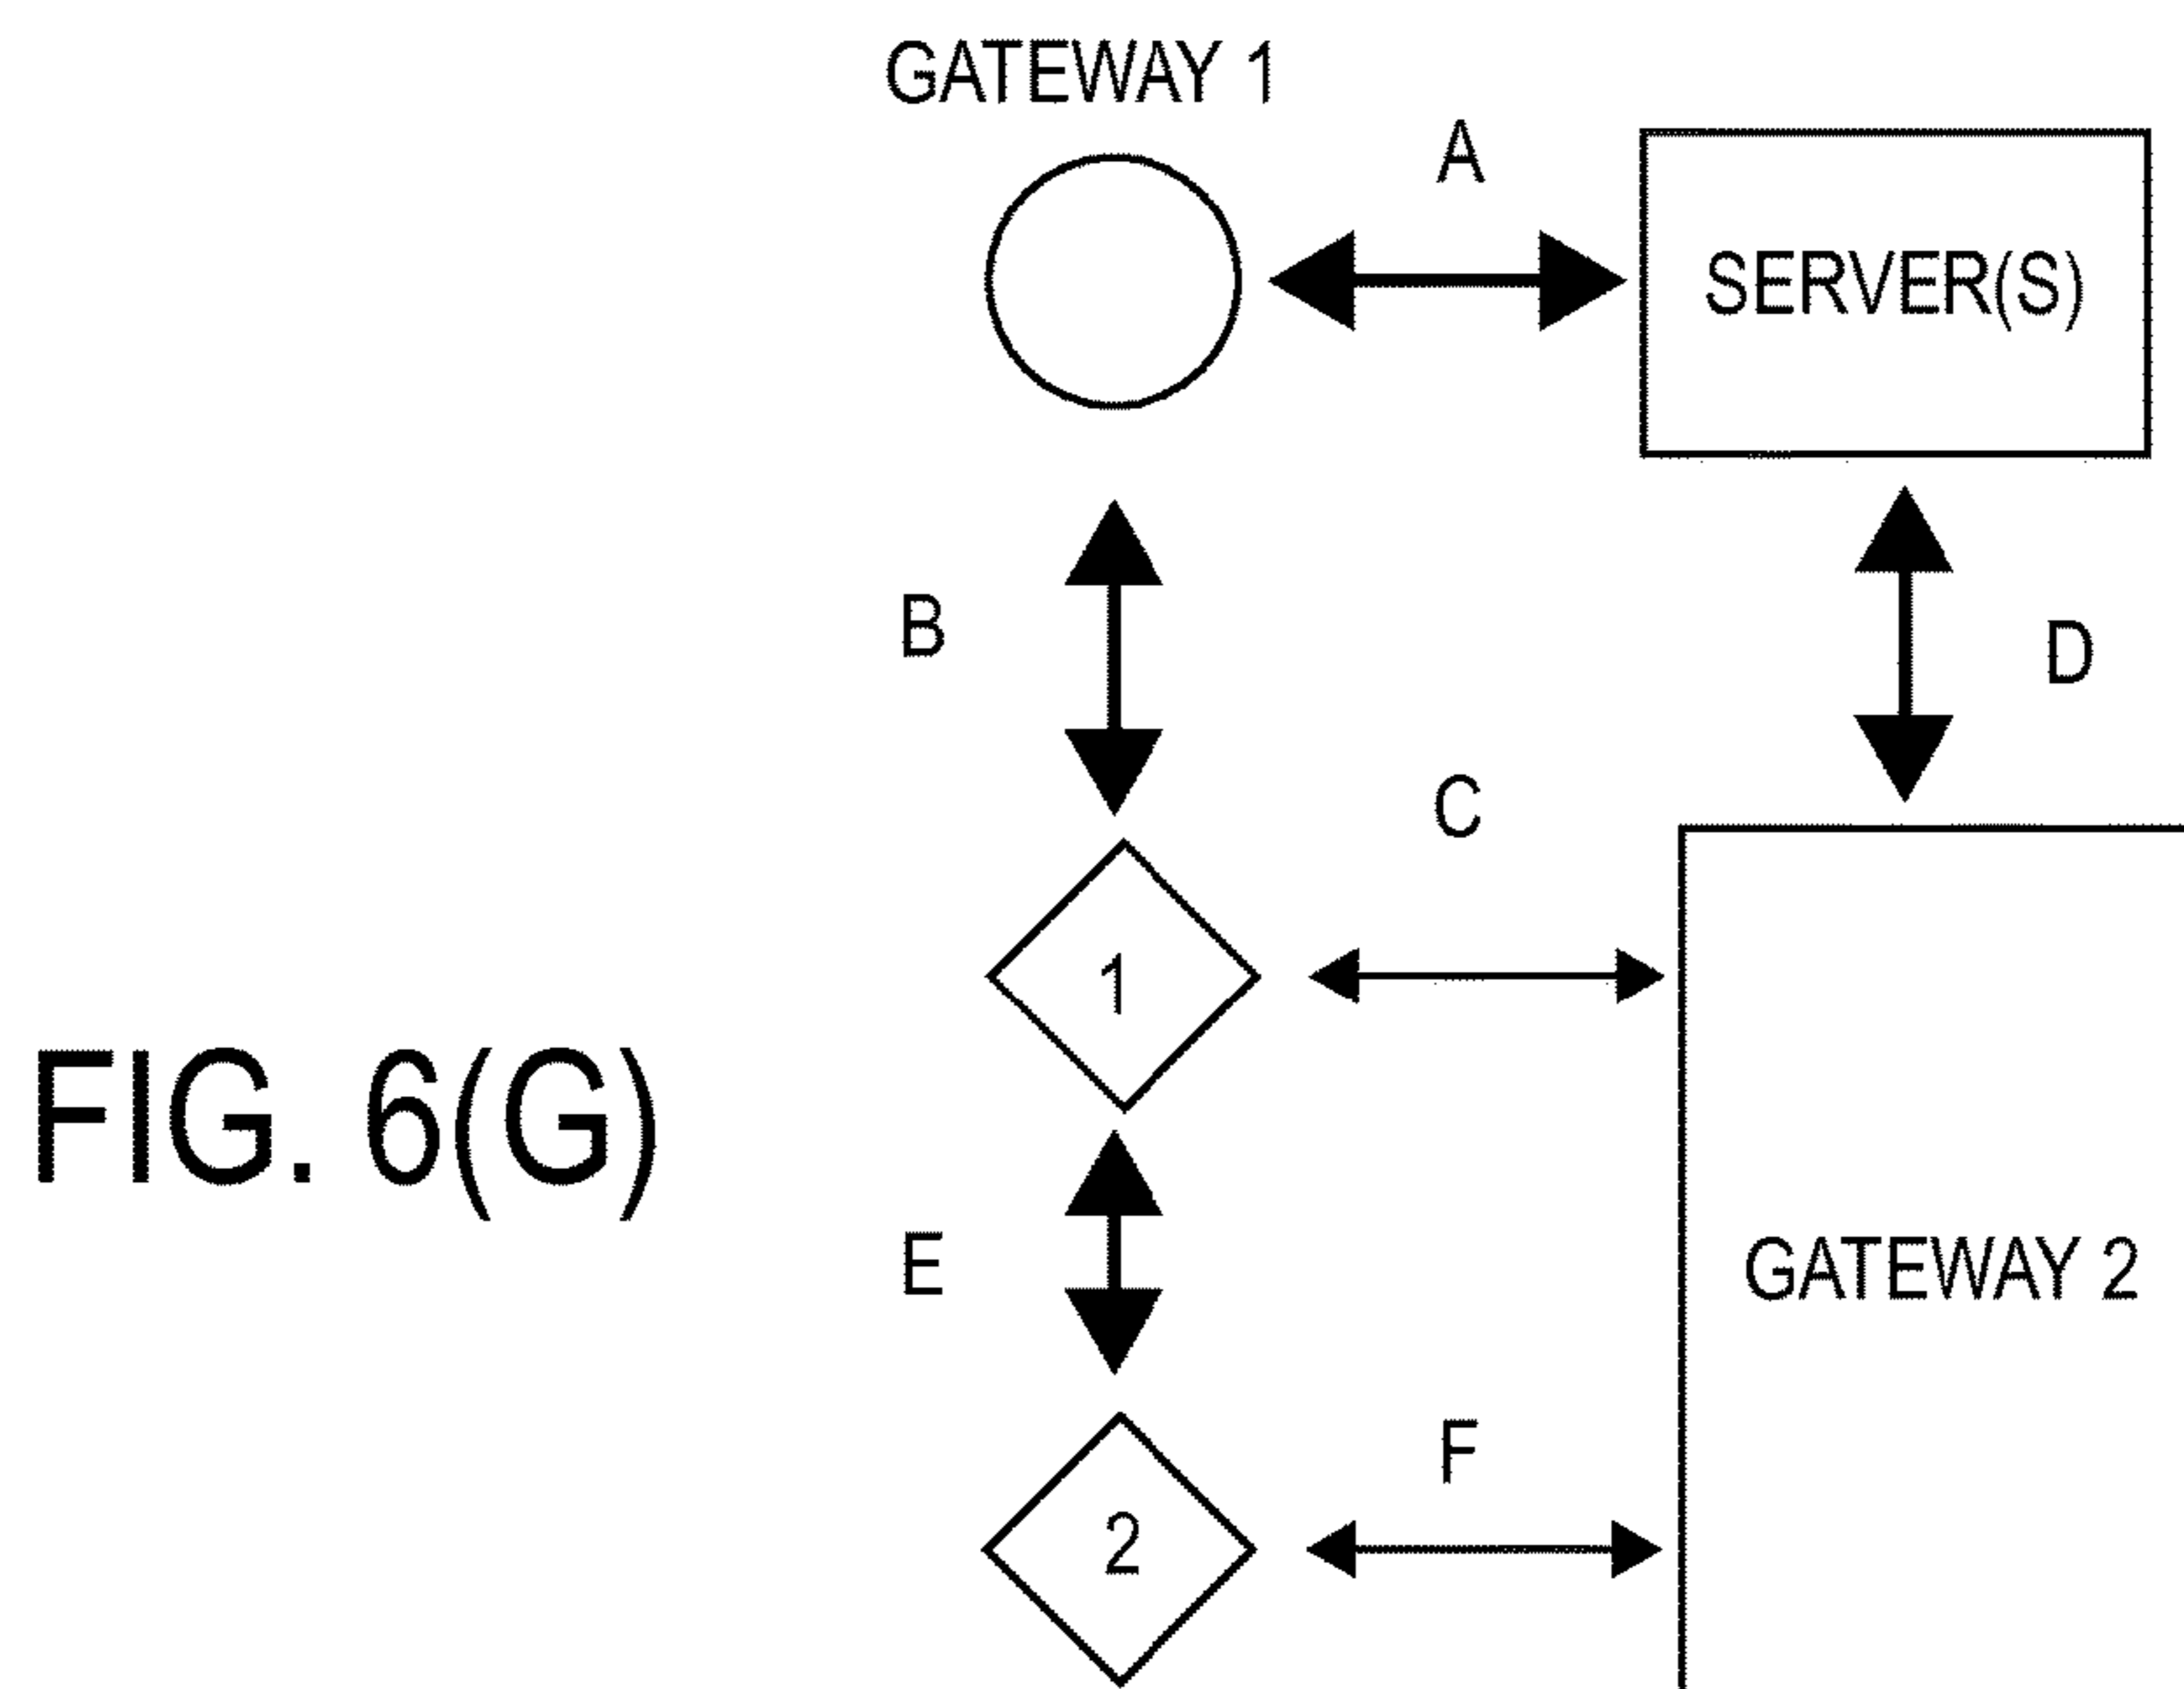 GATEWAY 1
A
SERVER(S)
B
D
C
1
FIG. 6(G)
E
GATEWAY 2
F
2